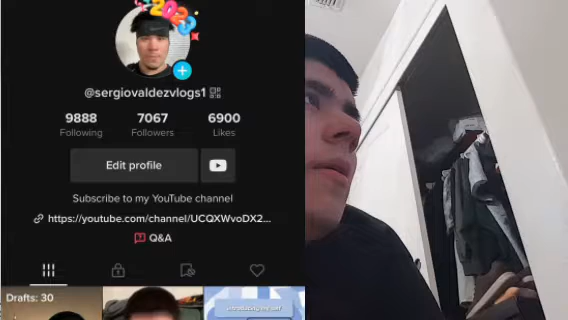 2023
@sergiovaldezvlogs1
9888 7067 6900
Following Followers Likes
Edit profile
Subscribe to my YouTube channel
https://youtube.com/channel/UCQXWvoDX2...
Q&A
Drafts: 30